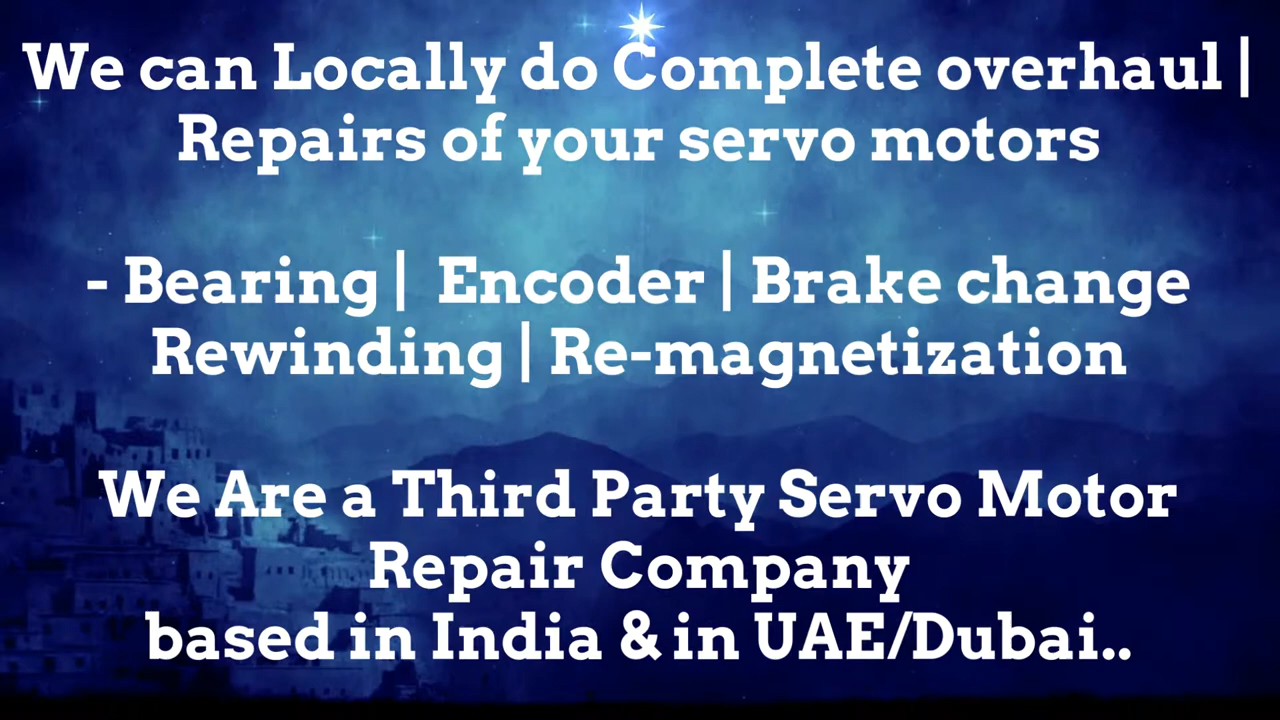 We can Locally do Complete overhaul |
Repairs of your servo motors
- Bearing | Encoder | Brake change
Rewinding | Re-magnetization
We Are a Third Party Servo Motor
Repair Company
based in India & in UAE/Dubai..